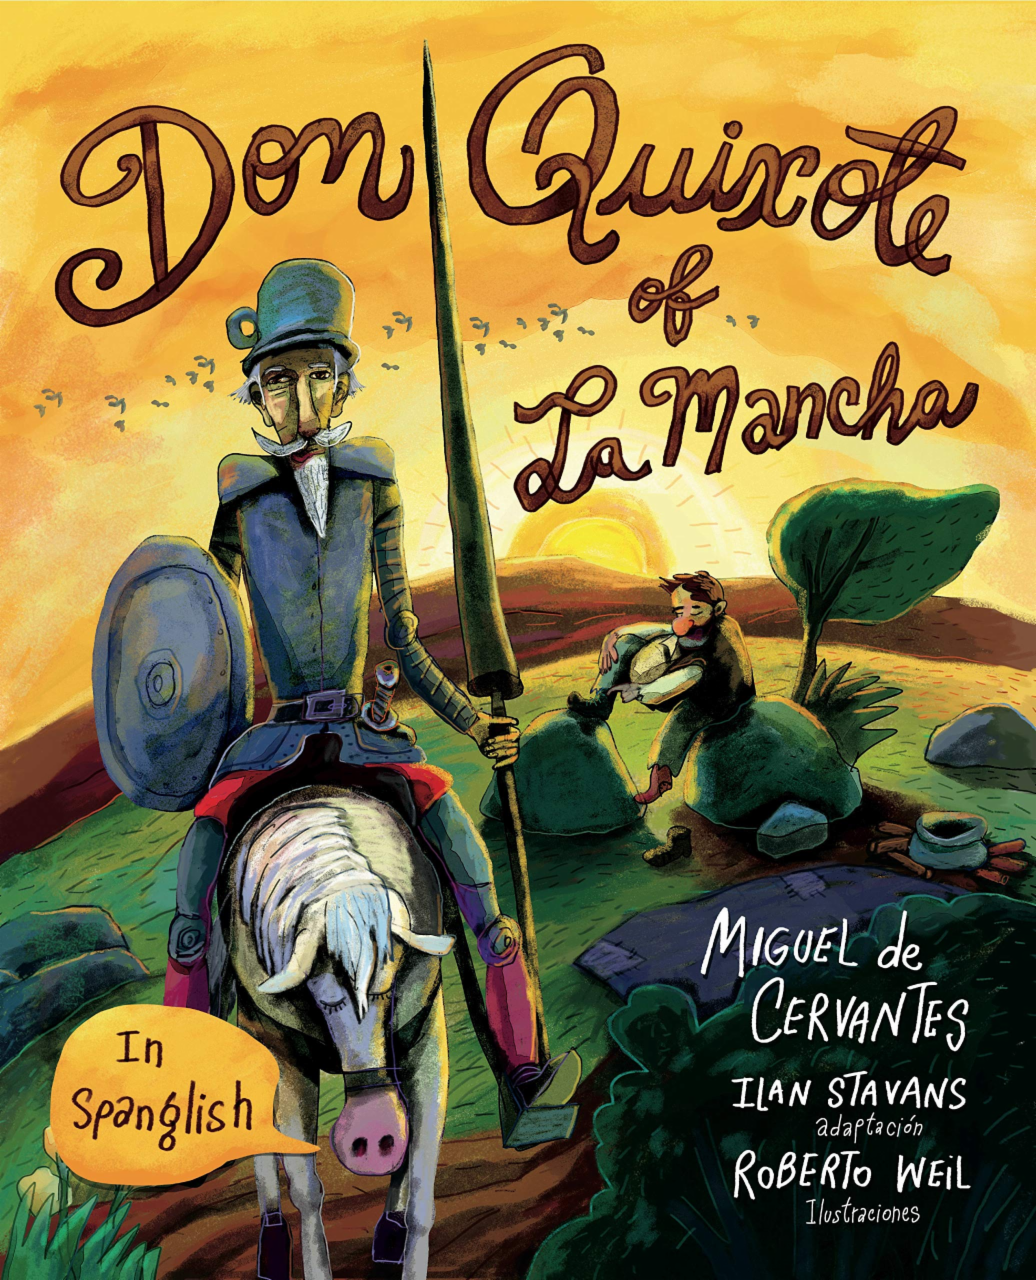 Don Quixote
of
La Mancha
MIGUEL de
CERVANTES
ILAN STAVANS
adaptación
ROBERTO WEIL
Ilustraciones
In
Spanglish